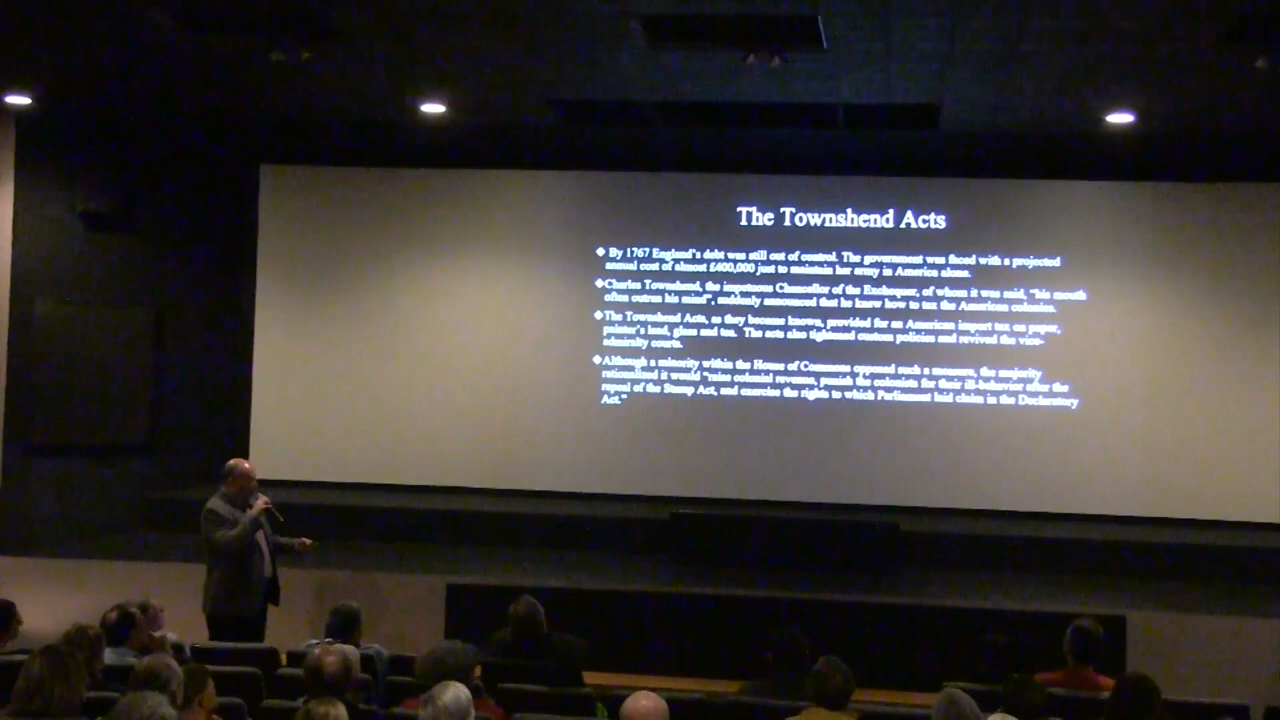 The Townshend Acts
❖ By 1767 England's debt was still out of control. The government was faced with a projected
annual cost of almost £400,000 just to maintain her army in America alone.
❖Charles Townshend, the impetuous Chancellor of the Exchequer, of whom it was said, "his mouth
often outran his mind", suddenly announced that he knew how to tax the American colonies.
❖The Townshend Acts, as they became known, provided for an American import tax on paper,
painter's lead, glass and tea. The acts also tightened custom policies and revived the vice-
admiralty courts.
❖Although a minority within the House of Commons opposed such a measure, the majority
rationalized it would "raise colonial revenue, punish the colonists for their ill-behavior after the
repeal of the Stamp Act, and exercise the rights to which Parliament laid claim in the Declaratory
Act."